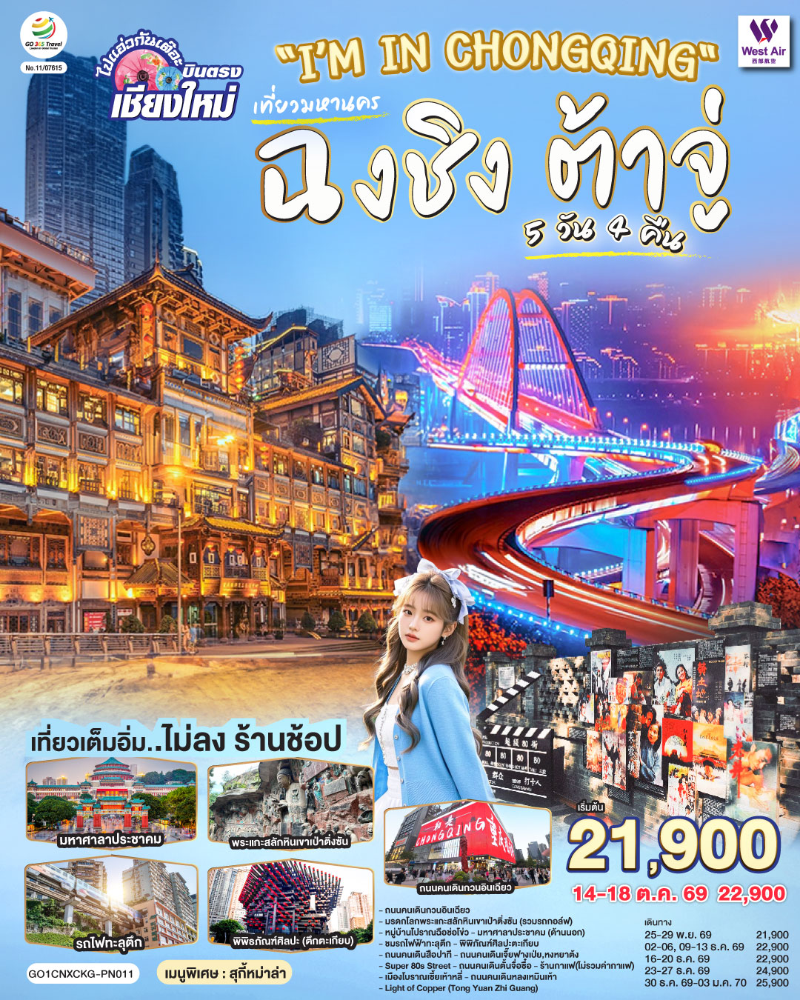 GO 365 Travel
Leaders in Global Tourism
No.11/07615
ไปแอ่วกันเต๊อะ
บินตรง
เชียงใหม่
"I'M IN CHONGQING"
West Air
西部航空
เที่ยวมหานคร
ฉงชิง ต้าจู่
5 วัน 4 คืน
เที่ยวเต็มอิ่ม..ไม่ลง ร้านช้อป
มหาศาลาประชาคม
พระแกะสลักหินเขาเป่าติ่งซัน
รถไฟทะลุตึก
พิพิธภัณฑ์ศิลปะ (ตึกตะเกียบ)
CHONGQING
ถนนคนเดินกวนอินเฉียว
超级80街
80 80 80
群众 打卡人
เริ่มต้น
21,900
14-18 ต.ค. 69 22,900
- ถนนคนเดินกวนอินเฉียว
- มรดกโลกพระแกะสลักหินเขาเป่าติ่งซัน (รวมรถกอล์ฟ)
- หมู่บ้านโบราณฉือช่อโข่ว - มหาศาลาประชาคม (ด้านนอก)
- ชมรถไฟฟ้าทะลุตึก - พิพิธภัณฑ์ศิลปะตะเกียบ
- ถนนคนเดินสือปาที - ถนนคนเดินเจี๊ยฟางเป่ย,หงหยาต้ง
- Super 80s Street - ถนนคนเดินตั้นจื่อซื้อ - ร้านกาแฟ(ไม่รวมค่ากาแฟ)
- เมืองโบราณเซี้ยเห้าหลี่ - ถนนคนเดินหลงเหมินเห้า
- Light of Copper (Tong Yuan Zhi Guang)
เดินทาง
25-29 พ.ย. 69 21,900
02-06, 09-13 ธ.ค. 69 22,900
16-20 ธ.ค. 69 22,900
23-27 ธ.ค. 69 24,900
30 ธ.ค. 69-03 ม.ค. 70 25,900
GO1CNXCKG-PN011
เมนูพิเศษ : สุกี้หม่าล่า